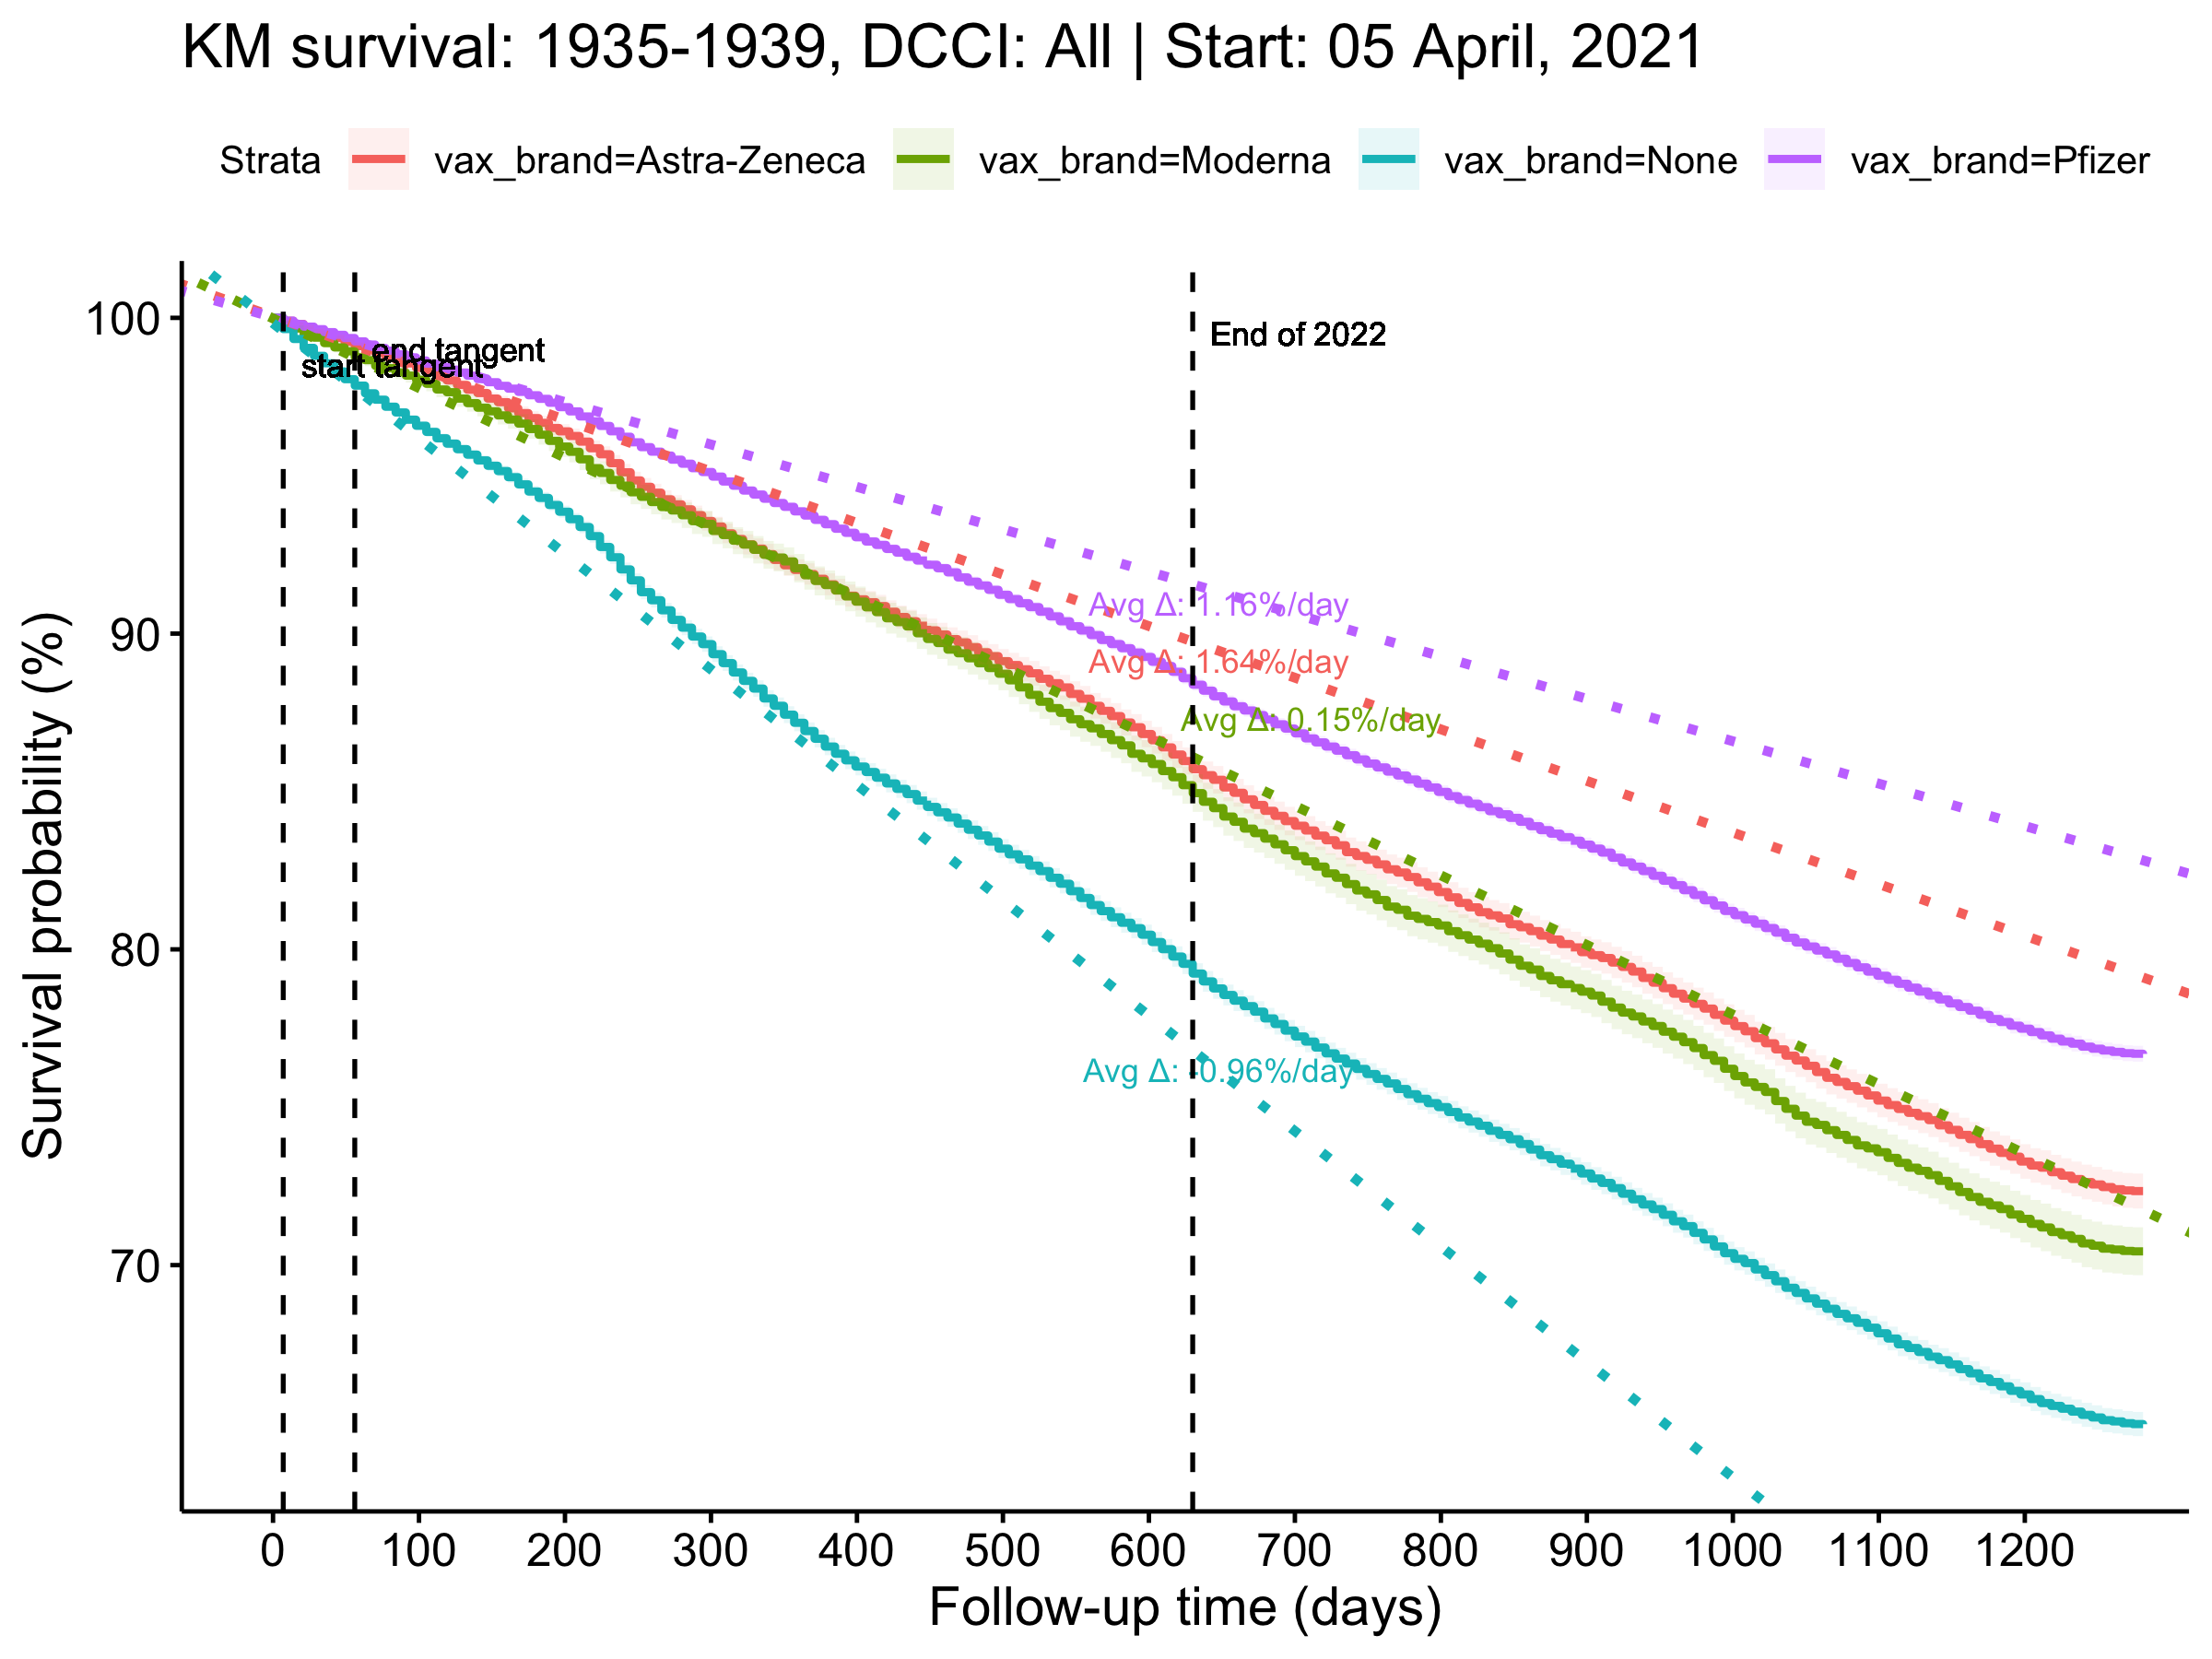 KM survival: 1935-1939, DCCI: All | Start: 05 April, 2021
Strata vax_brand=Astra-Zeneca vax_brand=Moderna vax_brand=None vax_brand=Pfizer
100
90
80
70
Survival probability (%)
end tangent
start tangent
End of 2022
Avg Δ: 1.16%/day
Avg Δ: 1.64%/day
Avg Δ: 0.15%/day
Avg Δ: -0.96%/day
0 100 200 300 400 500 600 700 800 900 1000 1100 1200
Follow-up time (days)